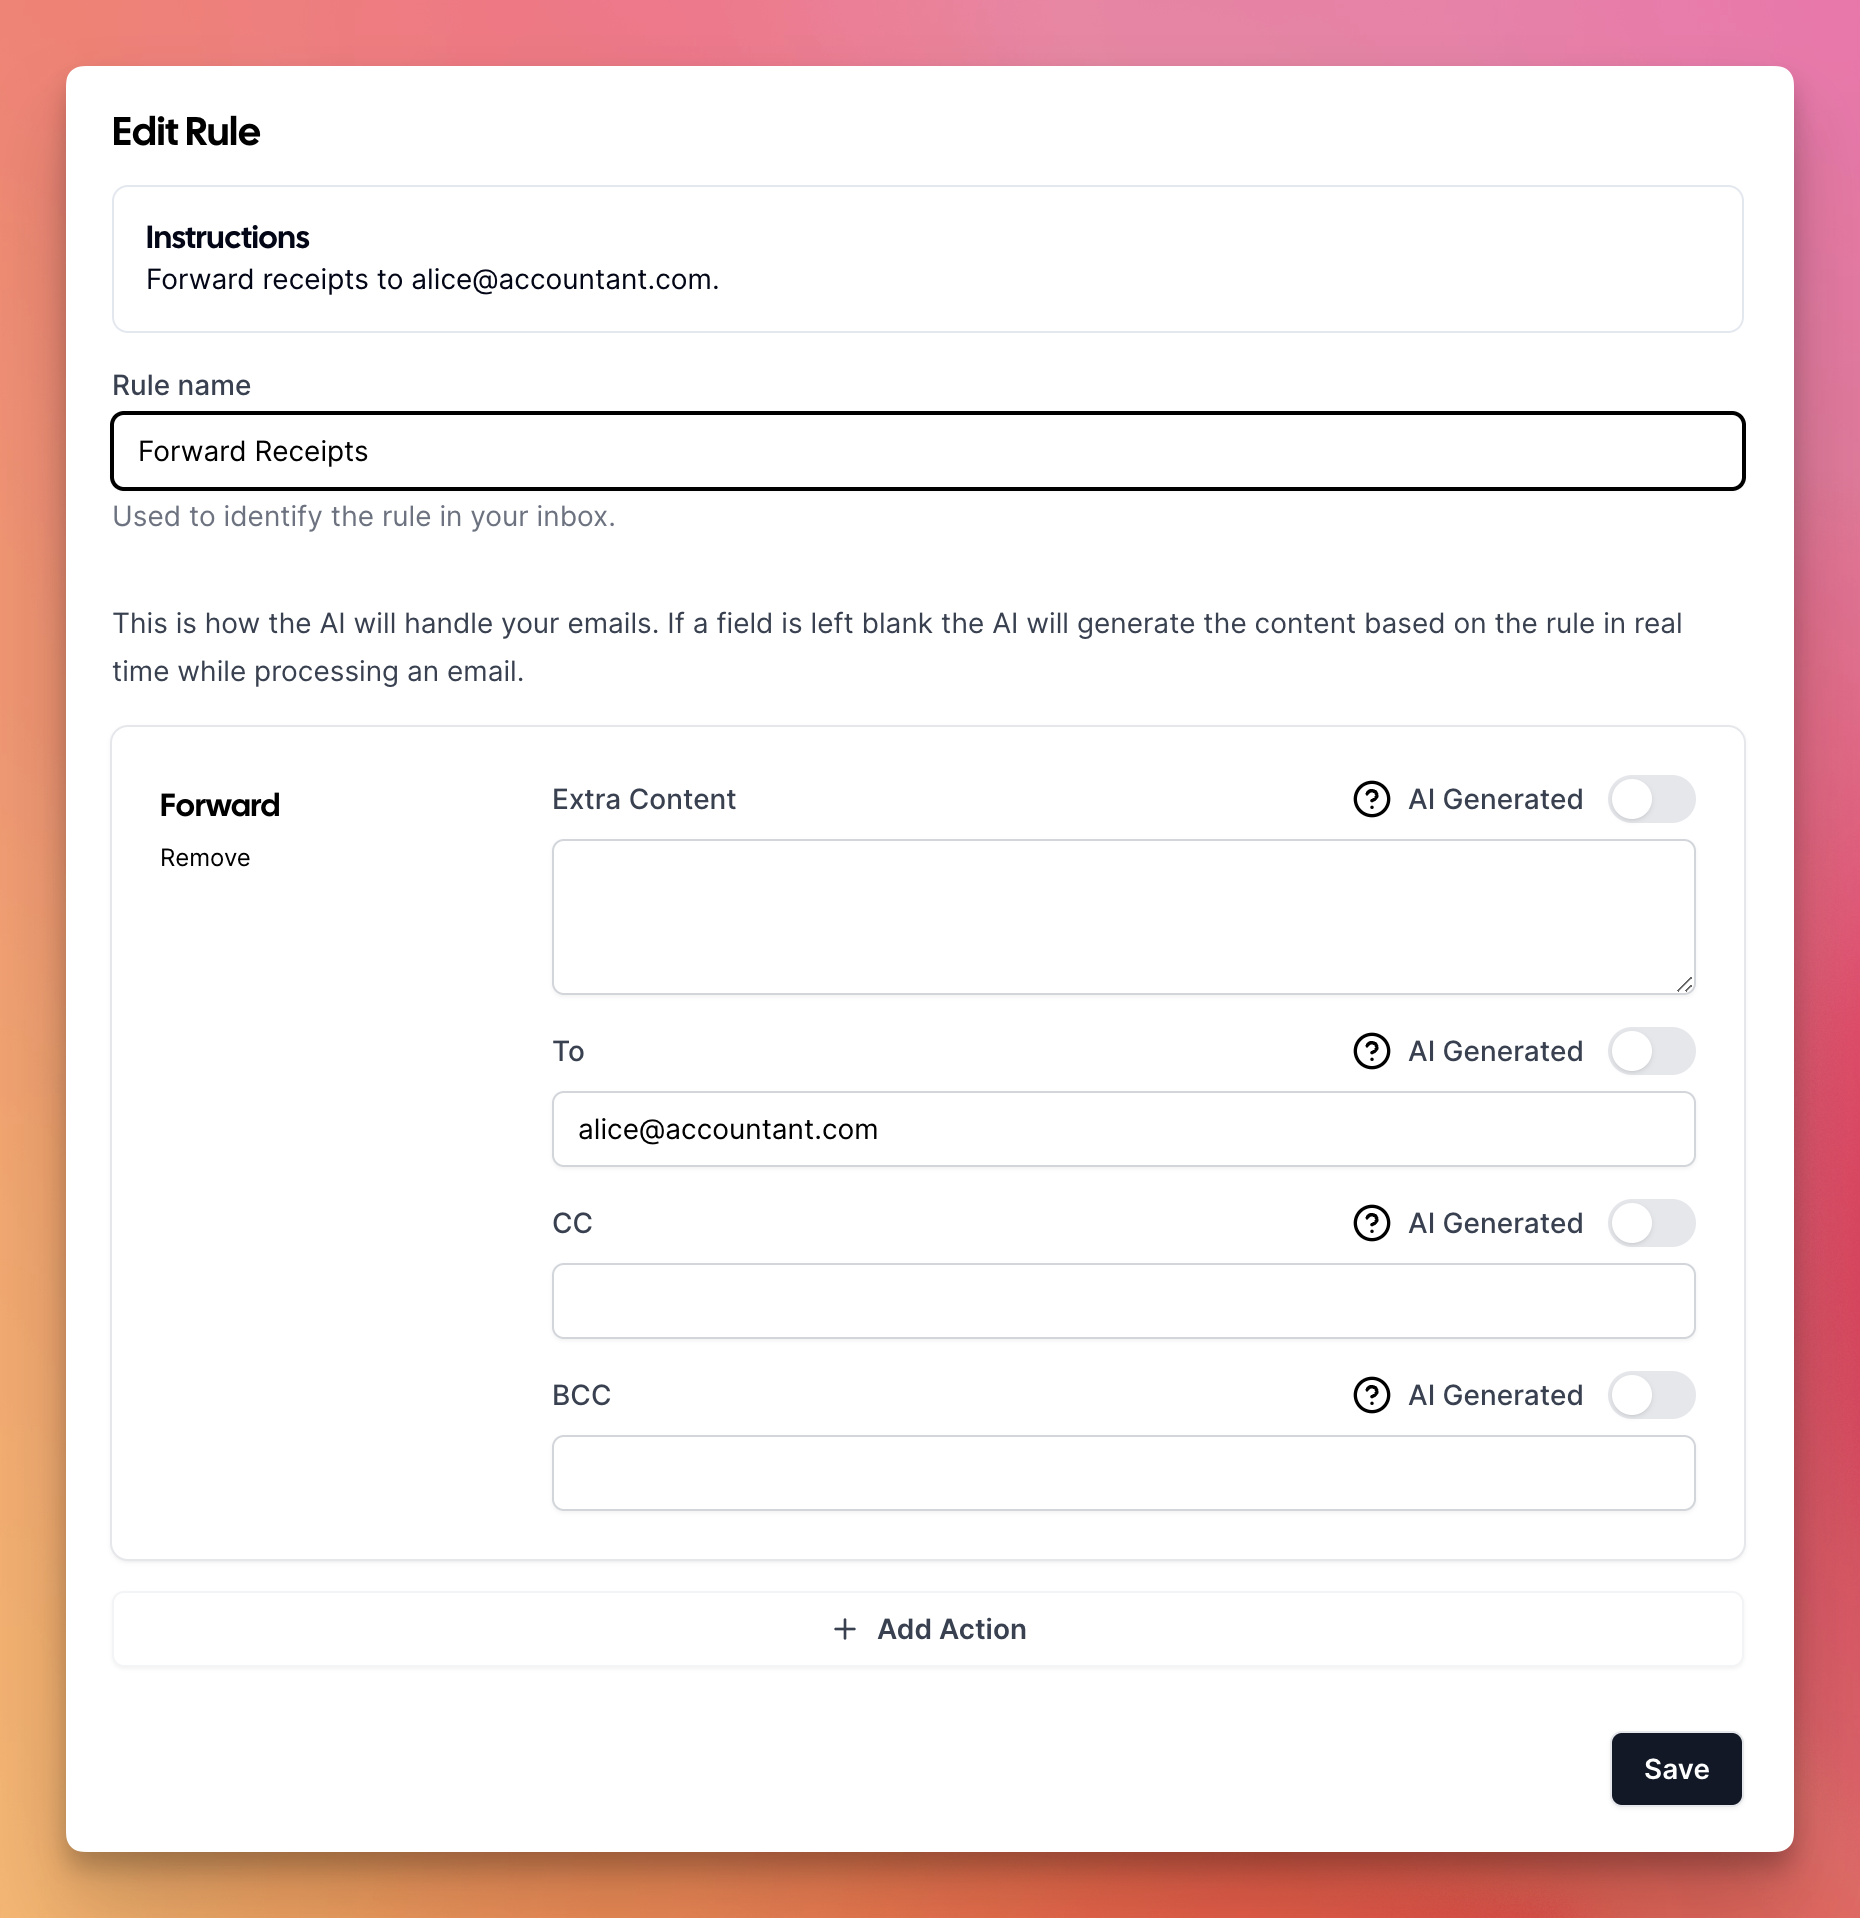 Edit Rule
Instructions
Forward receipts to alice@accountant.com.
Rule name
Forward Receipts
Used to identify the rule in your inbox.
This is how the AI will handle your emails. If a field is left blank the AI will generate the content based on the rule in real
time while processing an email.
Forward
Remove
Extra Content
AI Generated
To
AI Generated
alice@accountant.com
CC
AI Generated
BCC
AI Generated
+ Add Action
Save